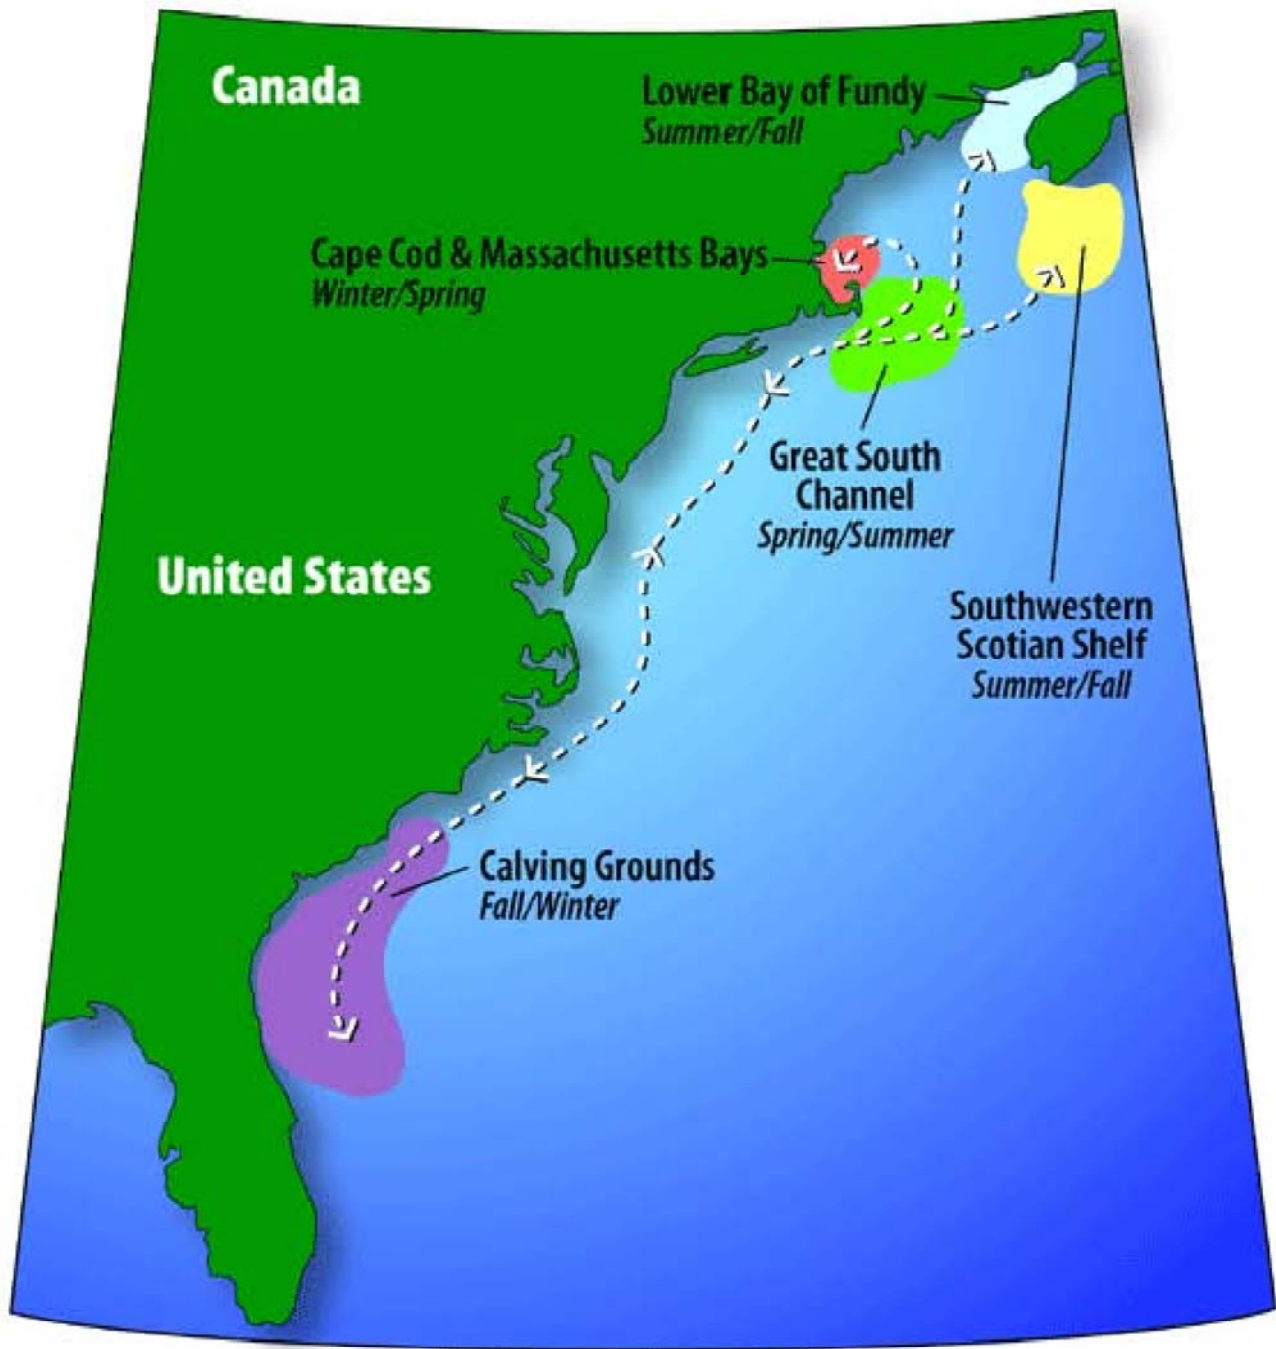 Canada
Lower Bay of Fundy
Summer/Fall
Cape Cod & Massachusetts Bays
Winter/Spring
Great South
Channel
Spring/Summer
United States
Southwestern
Scotian Shelf
Summer/Fall
Calving Grounds
Fall/Winter